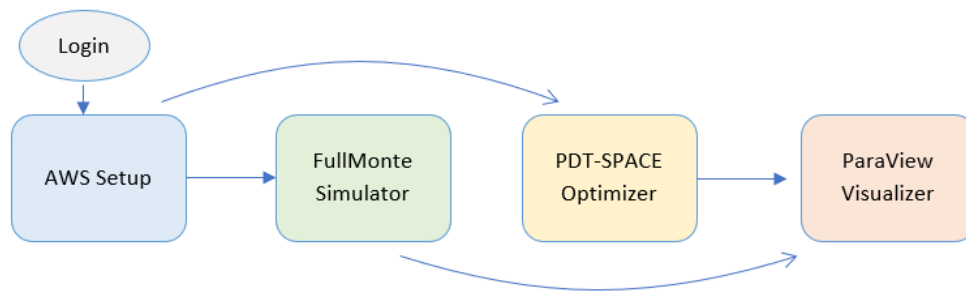 Login
AWS Setup
FullMonte
Simulator
PDT-SPACE
Optimizer
ParaView
Visualizer